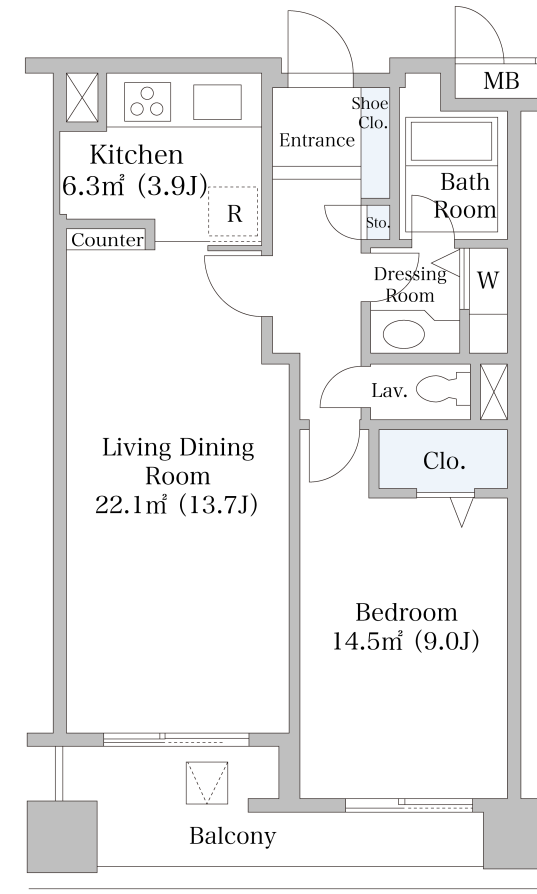 MB
Shoe
Clo.
Entrance
Kitchen
6.3㎡ (3.9J)
Bath
Room
R
Sto.
Counter
Dressing
Room
W
Lav.
Living Dining
Room
22.1㎡ (13.7J)
Clo.
Bedroom
14.5㎡ (9.0J)
Balcony